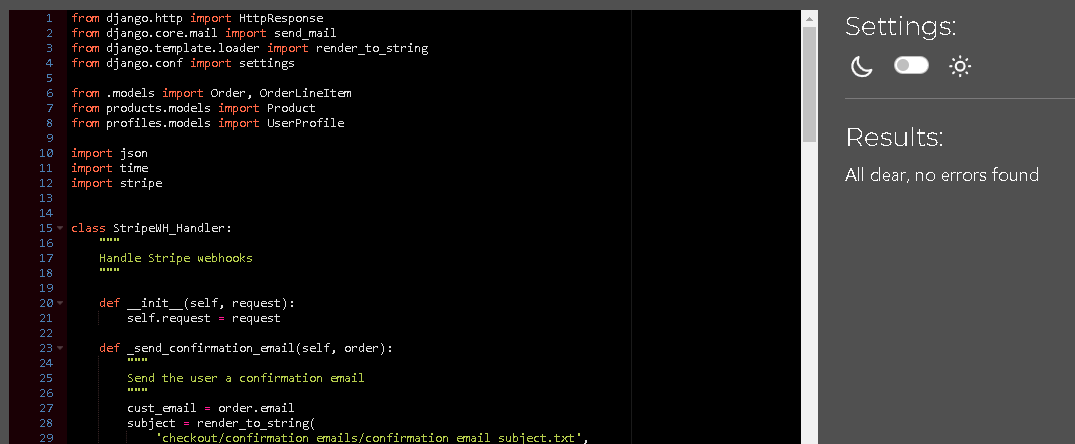 1 from django.http import HttpResponse
2 from django.core.mail import send_mail
3 from django.template.loader import render_to_string
4 from django.conf import settings
5
6 from .models import Order, OrderLineItem
7 from products.models import Product
8 from profiles.models import UserProfile
9
10 import json
11 import time
12 import stripe
13
14
15 class StripeWH_Handler:
16     """
17     Handle Stripe webhooks
18     """
19
20     def __init__(self, request):
21         self.request = request
22
23     def _send_confirmation_email(self, order):
24         """
25         Send the user a confirmation email
26         """
27         cust_email = order.email
28         subject = render_to_string(
29             'checkout/confirmation_emails/confirmation_email_subject.txt',
Settings:
Results:
All clear, no errors found